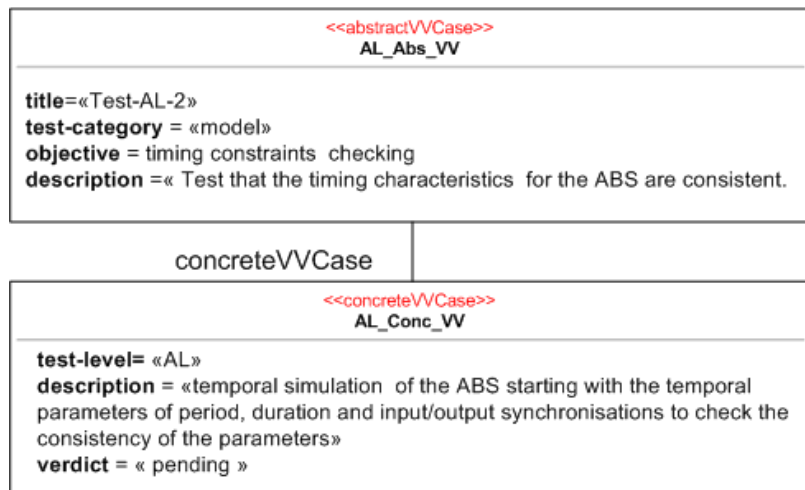 <<abstractVVCase>>
AL_Abs_VV
title=«Test-AL-2»
test-category = «model»
objective = timing constraints checking
description =« Test that the timing characteristics for the ABS are consistent.
concreteVVCase
<<concreteVVCase>>
AL_Conc_VV
test-level= «AL»
description = «temporal simulation of the ABS starting with the temporal
parameters of period, duration and input/output synchronisations to check the
consistency of the parameters»
verdict = « pending »